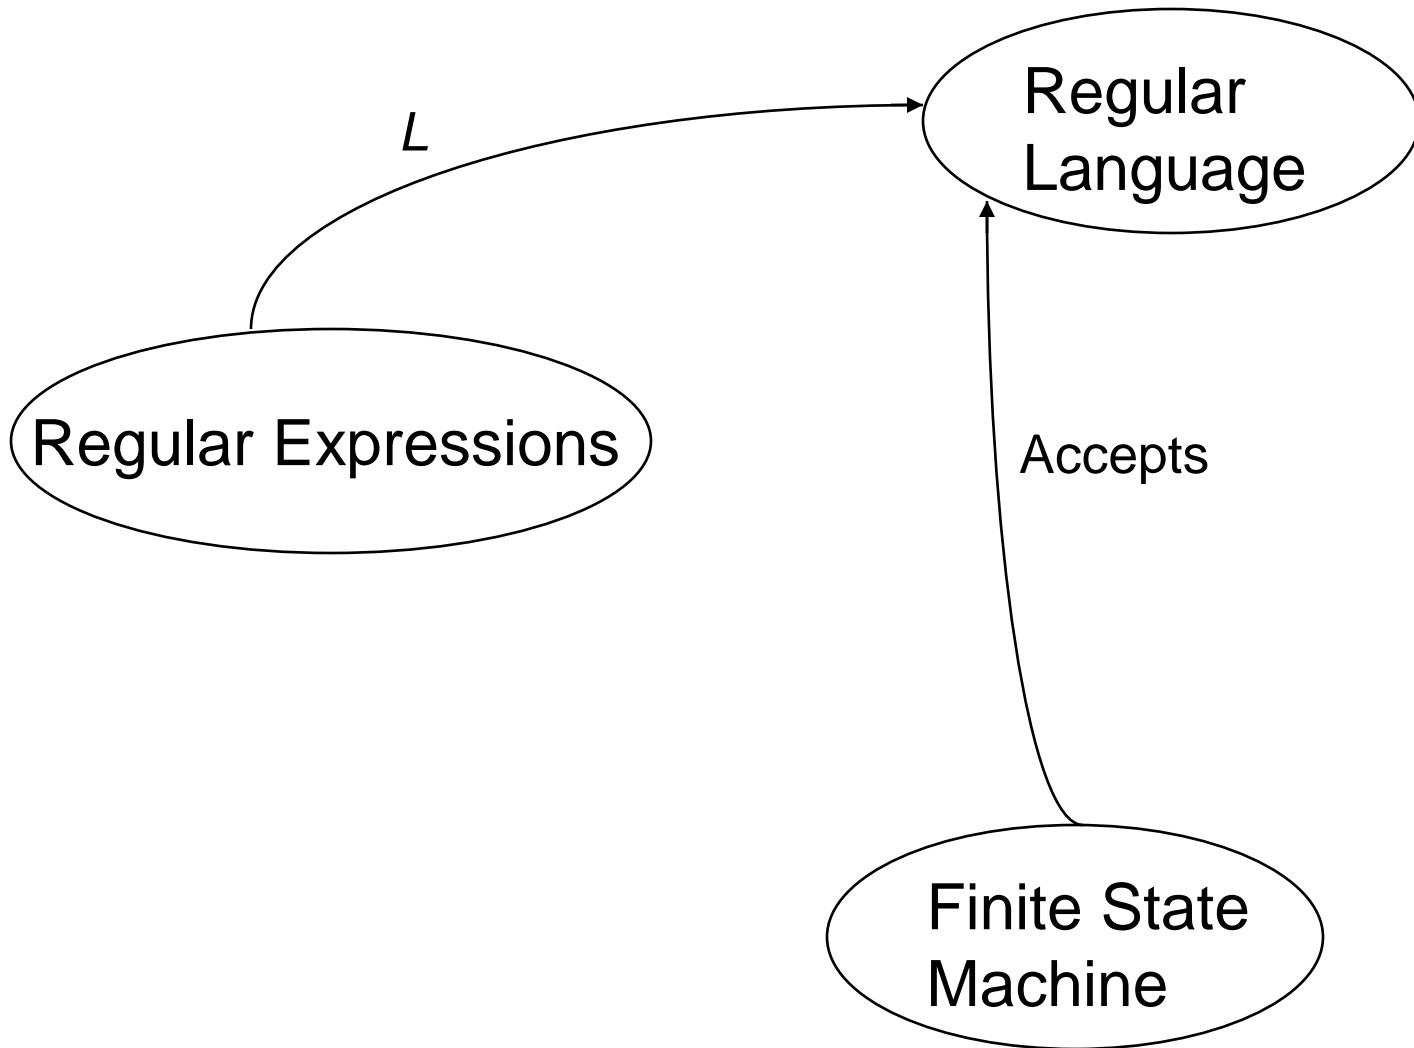 Regular
Language
L
Regular Expressions
Accepts
Finite State
Machine